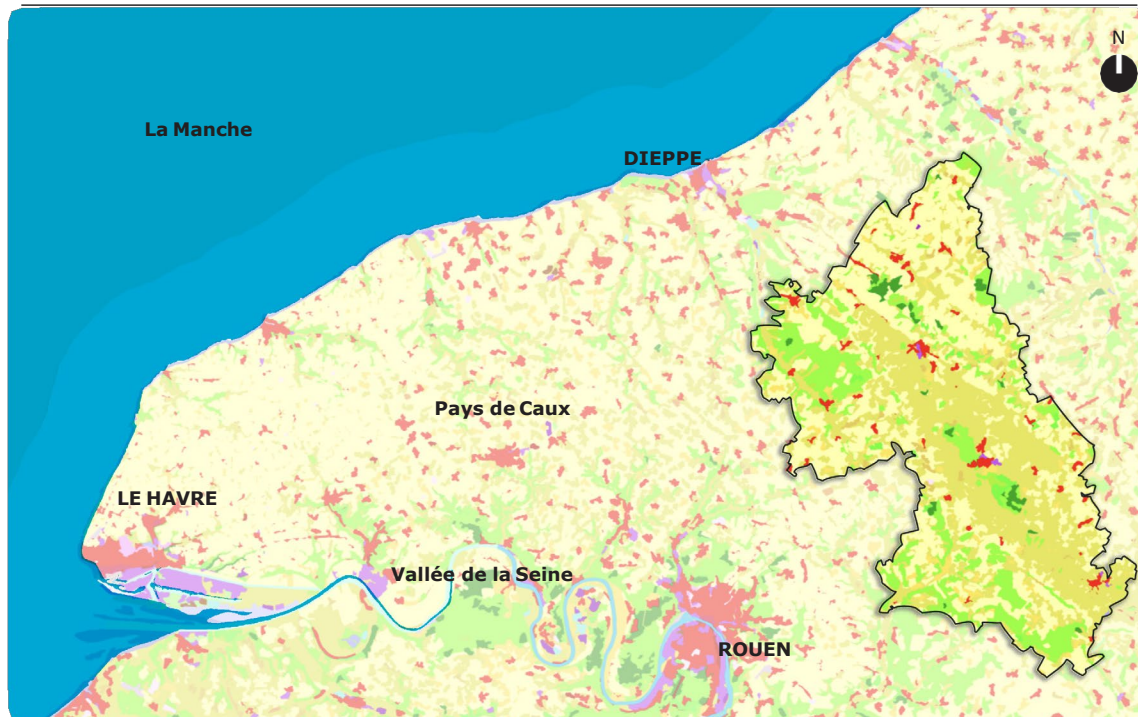 N
La Manche
DIEPPE
Pays de Caux
LE HAVRE
Vallée de la Seine
ROUEN